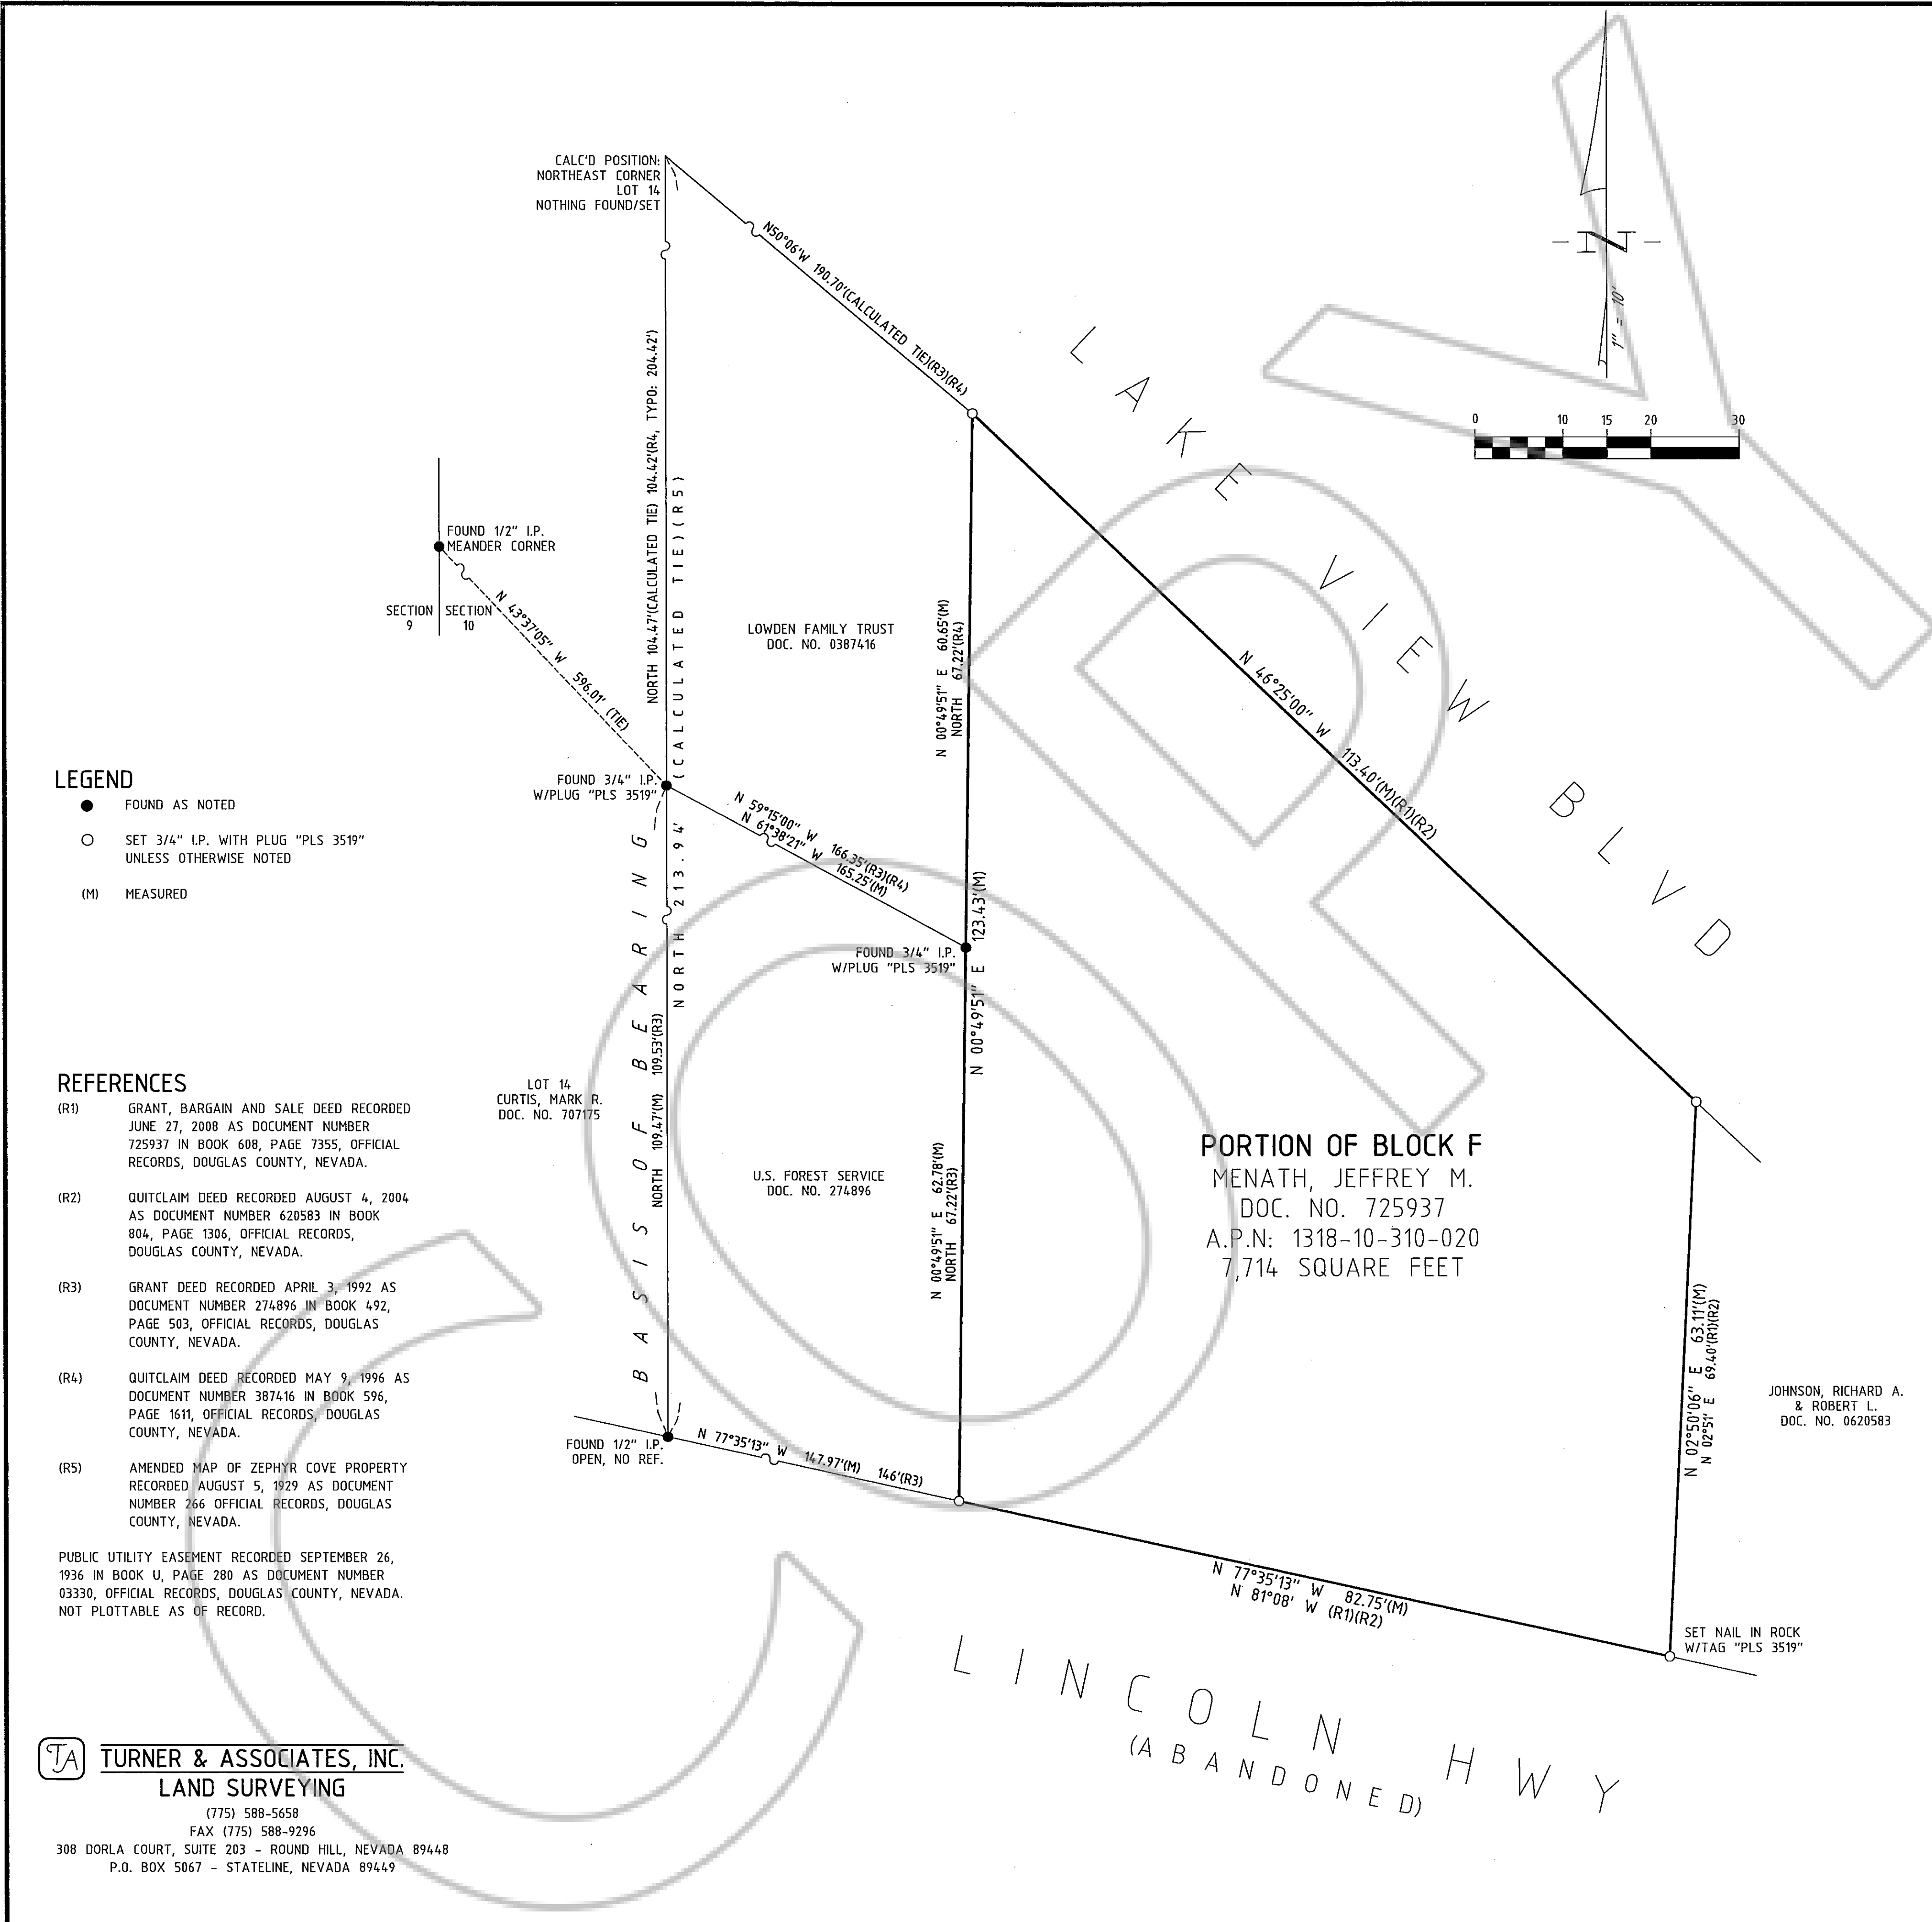 CALC'D POSITION:
NORTHEAST CORNER
LOT 14
NOTHING FOUND/SET
N50°06'W 190.70'(CALCULATED TIE)(R3)(R4)
N
1" = 10'
0 10 15 20 30
LAKE VIEW BLVD
NORTH 104.47'(CALCULATED TIE) 104.42'(R4, TYPO: 204.42')
NORTH 213.94' (CALCULATED TIE)(R5)
FOUND 1/2" I.P.
MEANDER CORNER
SECTION 9
SECTION 10
N 43°37'05" W 596.01' (TIE)
LOWDEN FAMILY TRUST
DOC. NO. 0387416
N 00°49'51" E 60.65'(M)
NORTH 67.22'(R4)
N 46°25'00" W 113.40'(M)(R1)(R2)
FOUND 3/4" I.P.
W/PLUG "PLS 3519"
N 59°15'00" W 166.35'(R3)(R4)
N 61°38'21" W 165.25'(M)
FOUND 3/4" I.P.
W/PLUG "PLS 3519"
N 00°49'51" E 123.43'(M)
LEGEND
FOUND AS NOTED
SET 3/4" I.P. WITH PLUG "PLS 3519"
UNLESS OTHERWISE NOTED
(M) MEASURED
BASIS OF BEARING
NORTH 109.47'(M) 109.53'(R3)
LOT 14
CURTIS, MARK R.
DOC. NO. 707175
U.S. FOREST SERVICE
DOC. NO. 274896
N 00°49'51" E 62.78'(M)
NORTH 67.22'(R3)
PORTION OF BLOCK F
MENATH, JEFFREY M.
DOC. NO. 725937
A.P.N: 1318-10-310-020
7,714 SQUARE FEET
N 02°50'06" E 63.11'(M)
N 02°51' E 69.40'(R1)(R2)
JOHNSON, RICHARD A.
& ROBERT L.
DOC. NO. 0620583
FOUND 1/2" I.P.
OPEN, NO REF.
N 77°35'13" W 147.97'(M) 146'(R3)
N 77°35'13" W 82.75'(M)
N 81°08' W (R1)(R2)
SET NAIL IN ROCK
W/TAG "PLS 3519"
LINCOLN HWY
(ABANDONED)
REFERENCES
(R1) GRANT, BARGAIN AND SALE DEED RECORDED
JUNE 27, 2008 AS DOCUMENT NUMBER
725937 IN BOOK 608, PAGE 7355, OFFICIAL
RECORDS, DOUGLAS COUNTY, NEVADA.
(R2) QUITCLAIM DEED RECORDED AUGUST 4, 2004
AS DOCUMENT NUMBER 620583 IN BOOK
804, PAGE 1306, OFFICIAL RECORDS,
DOUGLAS COUNTY, NEVADA.
(R3) GRANT DEED RECORDED APRIL 3, 1992 AS
DOCUMENT NUMBER 274896 IN BOOK 492,
PAGE 503, OFFICIAL RECORDS, DOUGLAS
COUNTY, NEVADA.
(R4) QUITCLAIM DEED RECORDED MAY 9, 1996 AS
DOCUMENT NUMBER 387416 IN BOOK 596,
PAGE 1611, OFFICIAL RECORDS, DOUGLAS
COUNTY, NEVADA.
(R5) AMENDED MAP OF ZEPHYR COVE PROPERTY
RECORDED AUGUST 5, 1929 AS DOCUMENT
NUMBER 266 OFFICIAL RECORDS, DOUGLAS
COUNTY, NEVADA.
PUBLIC UTILITY EASEMENT RECORDED SEPTEMBER 26,
1936 IN BOOK U, PAGE 280 AS DOCUMENT NUMBER
03330, OFFICIAL RECORDS, DOUGLAS COUNTY, NEVADA.
NOT PLOTTABLE AS OF RECORD.
TA TURNER & ASSOCIATES, INC.
LAND SURVEYING
(775) 588-5658
FAX (775) 588-9296
308 DORLA COURT, SUITE 203 - ROUND HILL, NEVADA 89448
P.O. BOX 5067 - STATELINE, NEVADA 89449
COPY